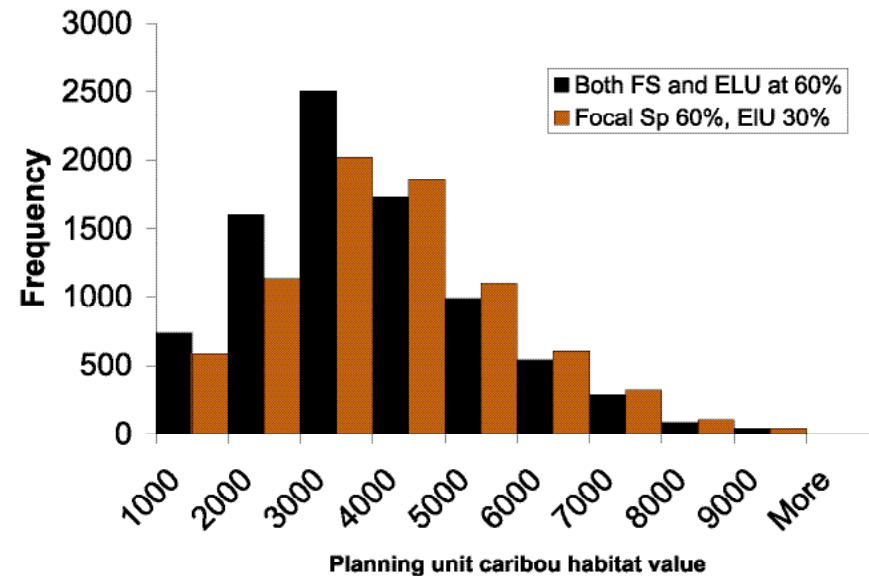 3000
2500
2000
1500
1000
500
0
Frequency
Both FS and ELU at 60%
Focal Sp 60%, ElU 30%
1000 2000 3000 4000 5000 6000 7000 8000 9000 More
Planning unit caribou habitat value